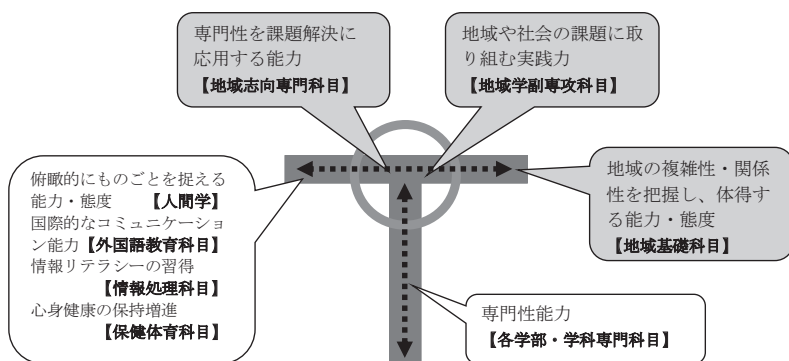 専門性を課題解決に
応用する能力
【地域志向専門科目】
地域や社会の課題に取
り組む実践力
【地域学副専攻科目】
俯瞰的にものごとを捉える
能力・態度 【人間学】
国際的なコミュニケーショ
ン能力【外国語教育科目】
情報リテラシーの習得
【情報処理科目】
心身健康の保持増進
【保健体育科目】
地域の複雑性・関係
性を把握し、体得す
る能力・態度
【地域基礎科目】
専門性能力
【各学部・学科専門科目】